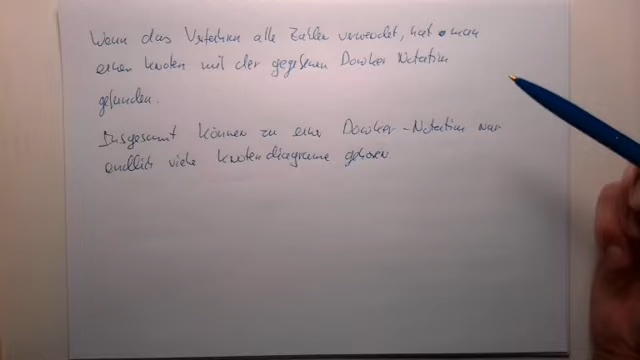 Wenn das Verfahren alle Zahlen verwendet, hat man
einen Knoten mit der gegebenen Dowker Notation
gefunden.
Insgesamt können zu einer Dowker-Notation nur
endlich viele Knotendiagramme gehören